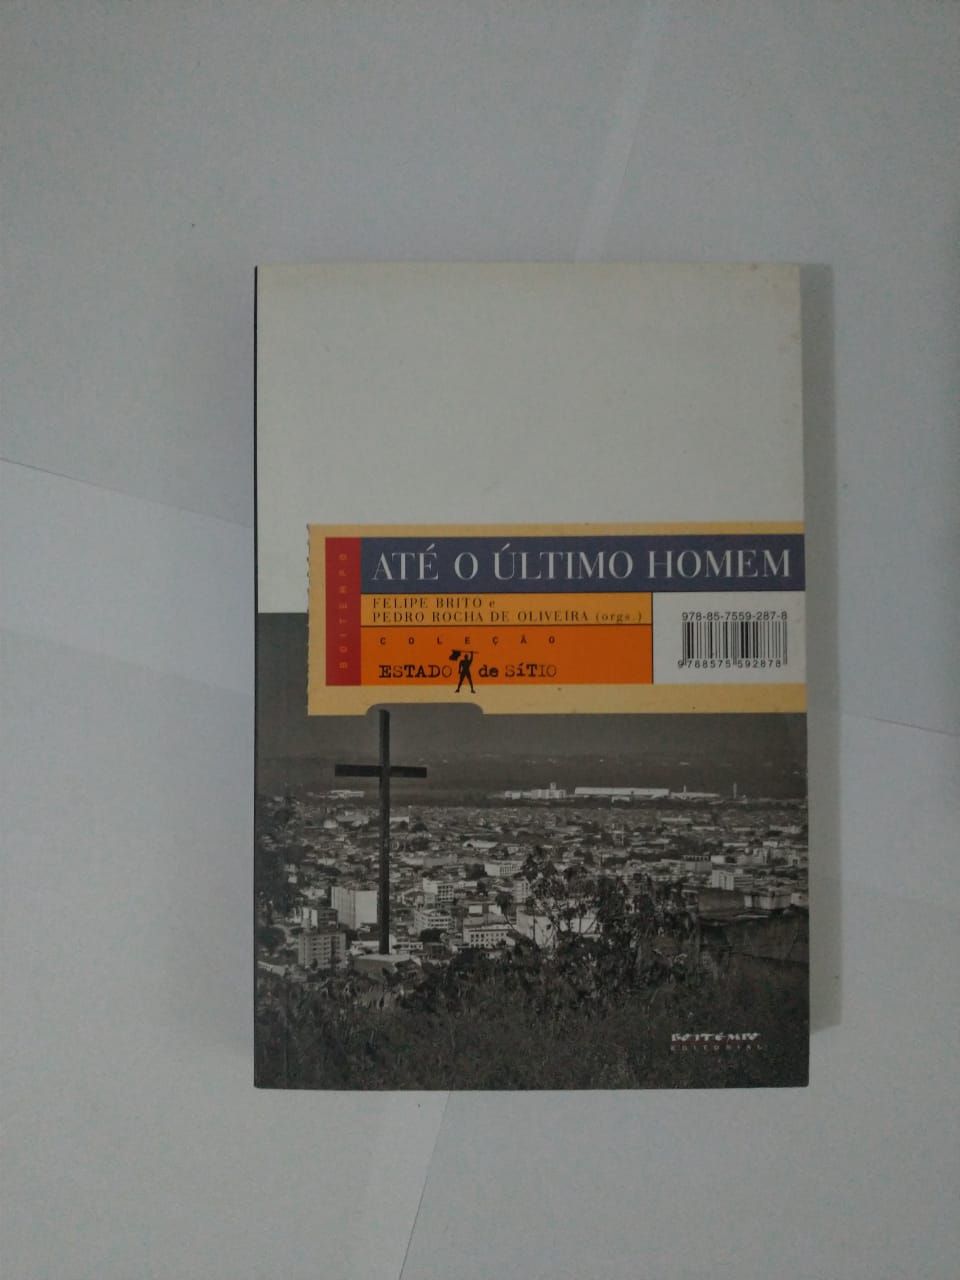 BOITEMPO
ATÉ O ÚLTIMO HOMEM
FELIPE BRITO e
PEDRO ROCHA DE OLIVEIRA (orgs.)
COLEÇÃO
ESTADO de SíTIO
978-85-7559-287-8
9788575592878
BOITEMPO
EDITORIAL